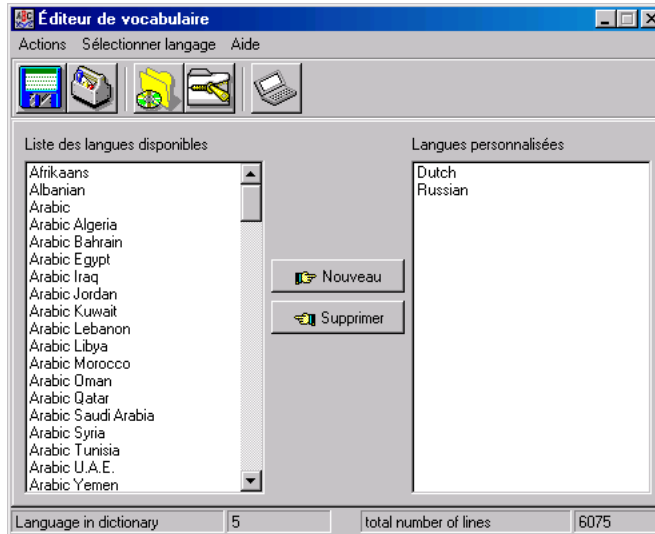 Éditeur de vocabulaire
Actions Sélectionner langage Aide
Liste des langues disponibles
Afrikaans
Albanian
Arabic
Arabic Algeria
Arabic Bahrain
Arabic Egypt
Arabic Iraq
Arabic Jordan
Arabic Kuwait
Arabic Lebanon
Arabic Libya
Arabic Morocco
Arabic Oman
Arabic Qatar
Arabic Saudi Arabia
Arabic Syria
Arabic Tunisia
Arabic U.A.E.
Arabic Yemen
Nouveau
Supprimer
Langues personnalisées
Dutch
Russian
Language in dictionary 5 total number of lines 6075